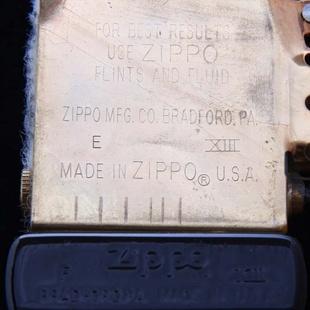 FOR BEST RESULTS
USE ZIPPO
FLINTS AND FLUID
ZIPPO MFG. CO. BRADFORD, PA.
E XIII
MADE IN ZIPPO® U.S.A.
zippo